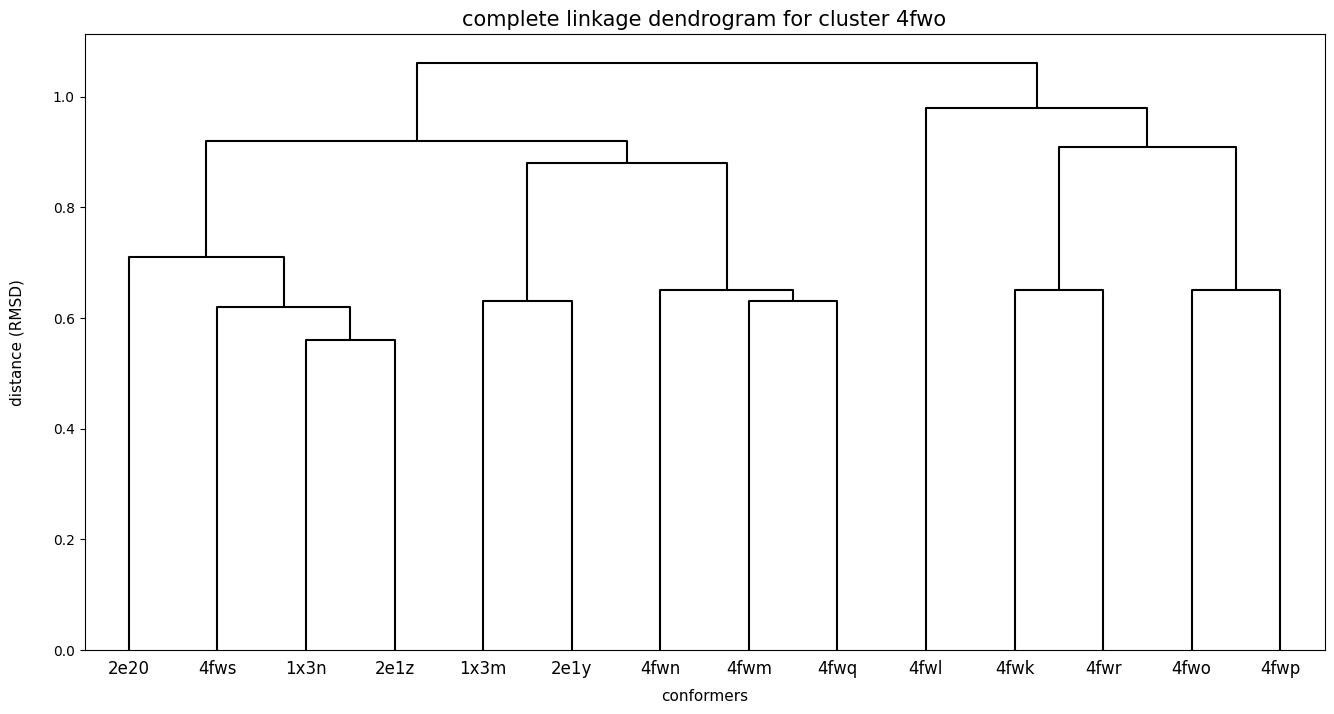 complete linkage dendrogram for cluster 4fwo
distance (RMSD)
1.0
0.8
0.6
0.4
0.2
0.0
2e20 4fws 1x3n 2e1z 1x3m 2e1y 4fwn 4fwm 4fwq 4fwl 4fwk 4fwr 4fwo 4fwp
conformers